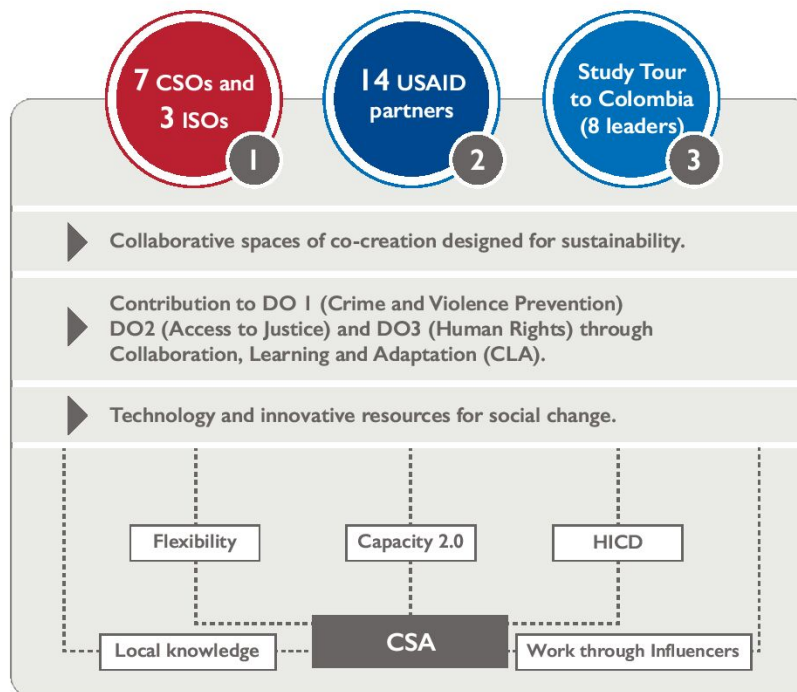 7 CSOs and
3 ISOs
1
14 USAID
partners
2
Study Tour
to Colombia
(8 leaders)
3
Collaborative spaces of co-creation designed for sustainability.
Contribution to DO 1 (Crime and Violence Prevention)
DO2 (Access to Justice) and DO3 (Human Rights) through
Collaboration, Learning and Adaptation (CLA).
Technology and innovative resources for social change.
Flexibility
Capacity 2.0
HICD
Local knowledge
CSA
Work through Influencers